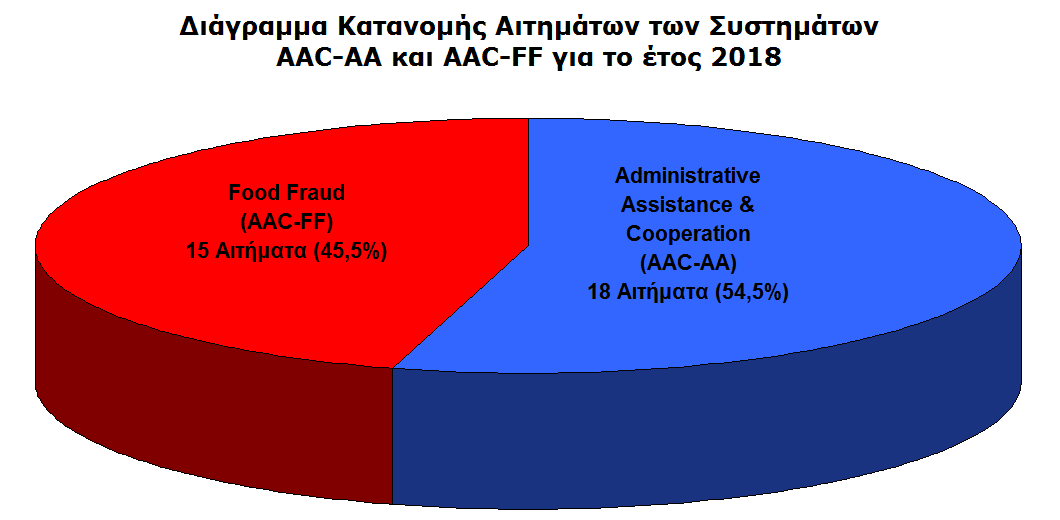 Διάγραμμα Κατανομής Αιτημάτων των Συστημάτων
AAC-AA και AAC-FF για το έτος 2018
Food Fraud
(AAC-FF)
15 Αιτήματα (45,5%)
Administrative
Assistance &
Cooperation
(AAC-AA)
18 Αιτήματα (54,5%)